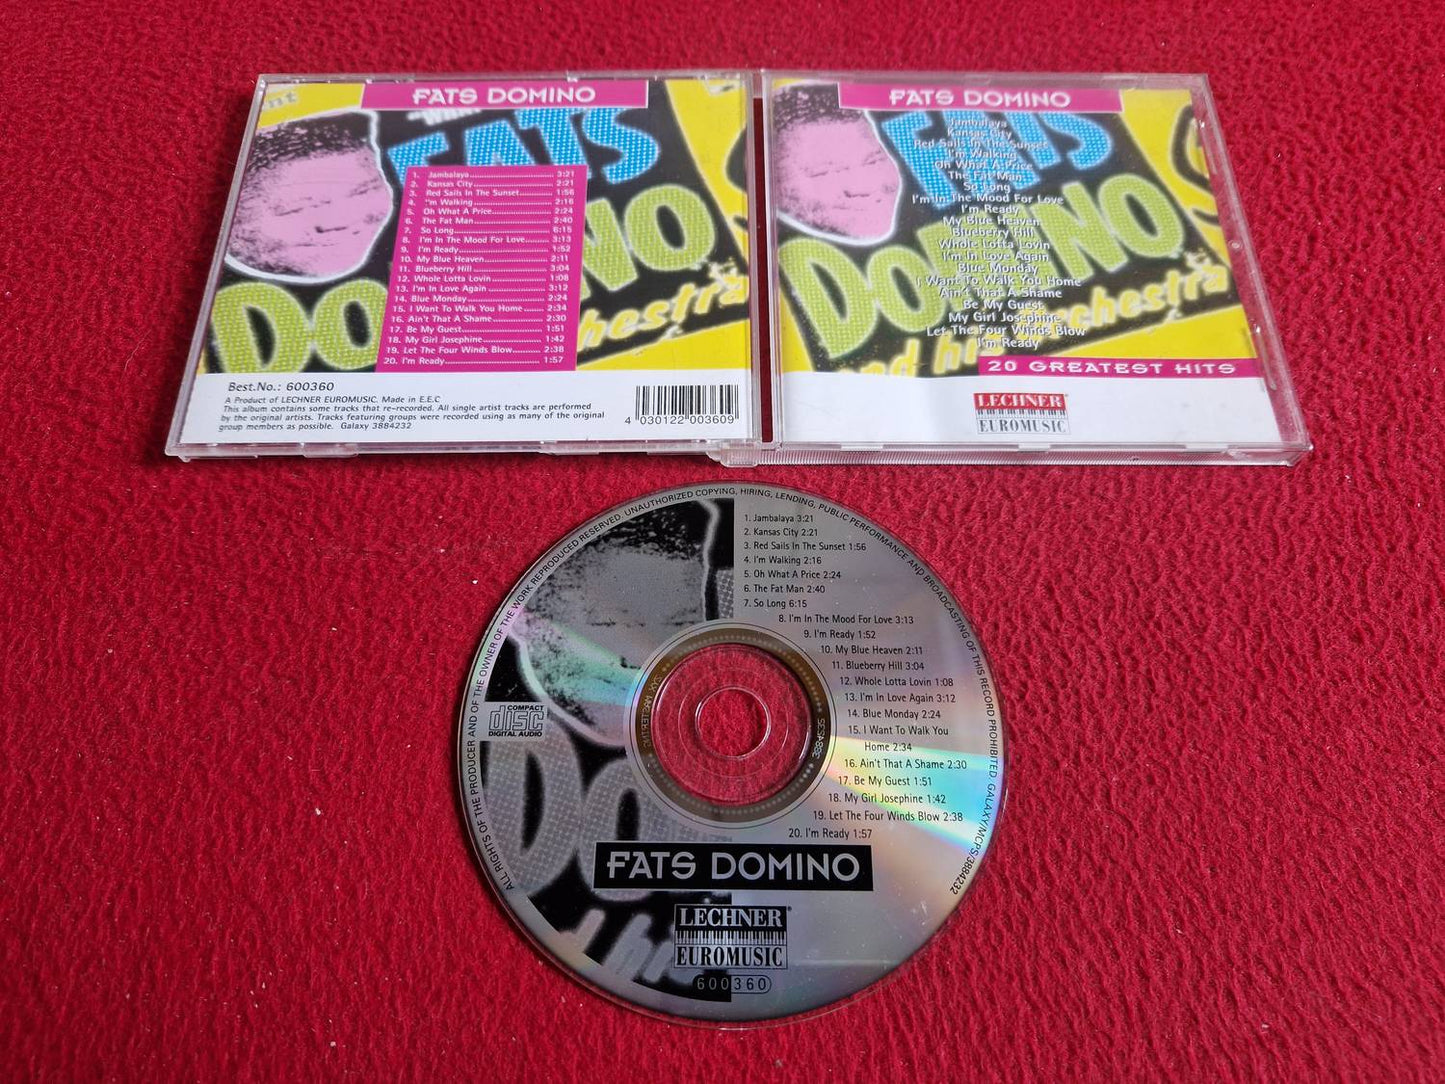 FATS DOMINO
1. Jambalaya 3:21
2. Kansas City 2:21
3. Red Sails In The Sunset 1:56
4. "m Walking 2:16
5. Oh What A Price 2:24
6. The Fat Man 2:40
7. So Long 6:15
8. I'm In The Mood For Love 3:13
9. I'm Ready 1:52
10. My Blue Heaven 2:11
11. Blueberry Hill 3:04
12. Whole Lotta Lovin 1:08
13. I'm In Love Again 3:12
14. Blue Monday 2:24
15. I Want To Walk You Home 2:34
16. Ain't That A Shame 2:30
17. Be My Guest 1:51
18. My Girl Josephine 1:42
19. Let The Four Winds Blow 2:38
20. I'm Ready 1:57
FATS
DOMINO
Best.No.: 600360
A Product of LECHNER EUROMUSIC. Made in E.E.C
This album contains some tracks that re-recorded. All single artist tracks are performed
by the original artists. Tracks featuring groups were recorded using as many of the original
group members as possible. Galaxy 3884232
4 030122 003609
FATS DOMINO
Jambalaya
Kansas City
Red Sails In The Sunset
I'm Walking
Oh What A Price
The Fat Man
So Long
I'm In The Mood For Love
I'm Ready
My Blue Heaven
Blueberry Hill
Whole Lotta Lovin
I'm In Love Again
Blue Monday
I Want To Walk You Home
Ain't That A Shame
Be My Guest
My Girl Josephine
Let The Four Winds Blow
I'm Ready
FATS
DOMINO
20 GREATEST HITS
LECHNER
EUROMUSIC
ALL RIGHTS OF THE PRODUCER AND OF THE OWNER OF THE WORK REPRODUCED RESERVED. UNAUTHORIZED COPYING, HIRING, LENDING, PUBLIC PERFORMANCE AND BROADCASTING OF THIS RECORD PROHIBITED. GALAXY/MCPS/3884232
1. Jambalaya 3:21
2. Kansas City 2:21
3. Red Sails In The Sunset 1:56
4. I'm Walking 2:16
5. Oh What A Price 2:24
6. The Fat Man 2:40
7. So Long 6:15
8. I'm In The Mood For Love 3:13
9. I'm Ready 1:52
10. My Blue Heaven 2:11
11. Blueberry Hill 3:04
12. Whole Lotta Lovin 1:08
13. I'm In Love Again 3:12
14. Blue Monday 2:24
15. I Want To Walk You
Home 2:34
16. Ain't That A Shame 2:30
17. Be My Guest 1:51
18. My Girl Josephine 1:42
19. Let The Four Winds Blow 2:38
20. I'm Ready 1:57
COMPACT
disc
DIGITAL AUDIO
FATS DOMINO
LECHNER
EUROMUSIC
600360